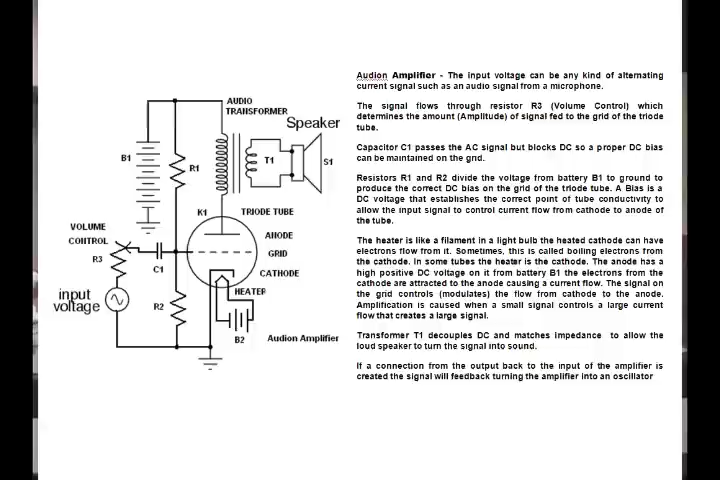 AUDIO
TRANSFORMER
Speaker
B1
R1
T1
S1
K1
TRIODE TUBE
VOLUME
CONTROL
ANODE
GRID
R3
C1
CATHODE
HEATER
input
voltage
R2
B2
Audion Amplifier
Audion Amplifier - The input voltage can be any kind of alternating
current signal such as an audio signal from a microphone.
The signal flows through resistor R3 (Volume Control) which
determines the amount (Amplitude) of signal fed to the grid of the triode
tube.
Capacitor C1 passes the AC signal but blocks DC so a proper DC bias
can be maintained on the grid.
Resistors R1 and R2 divide the voltage from battery B1 to ground to
produce the correct DC bias on the grid of the triode tube. A Bias is a
DC voltage that establishes the correct point of tube conductivity to
allow the input signal to control current flow from cathode to anode of
the tube.
The heater is like a filament in a light bulb the heated cathode can have
electrons flow from it. Sometimes, this is called boiling electrons from
the cathode. In some tubes the heater is the cathode. The anode has a
high positive DC voltage on it from battery B1 the electrons from the
cathode are attracted to the anode causing a current flow. The signal on
the grid controls (modulates) the flow from cathode to the anode.
Amplification is caused when a small signal controls a large current
flow that creates a large signal.
Transformer T1 decouples DC and matches impedance to allow the
loud speaker to turn the signal into sound.
If a connection from the output back to the input of the amplifier is
created the signal will feedback turning the amplifier into an oscillator